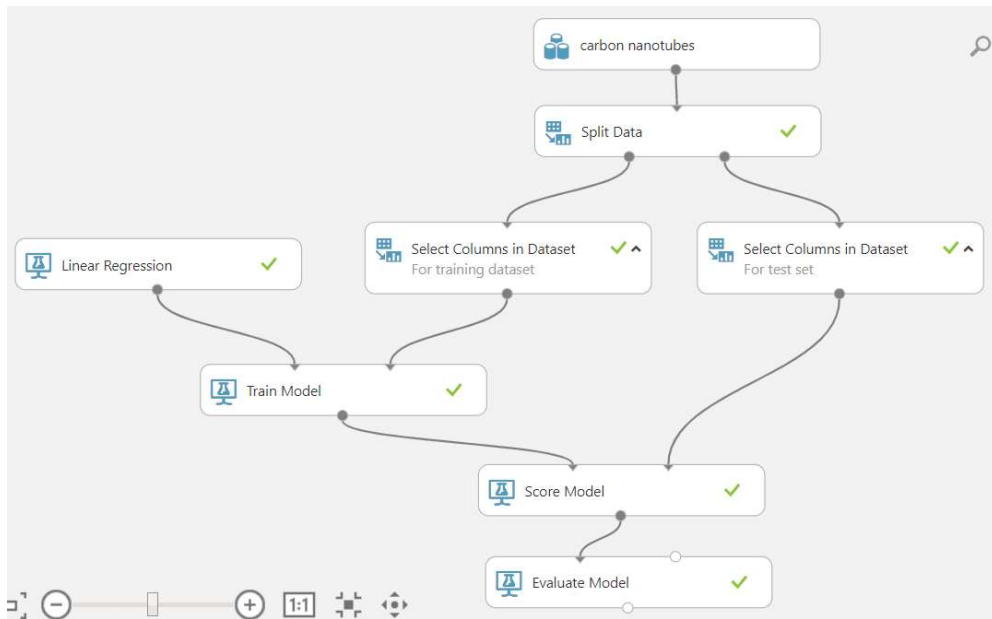 carbon nanotubes
Split Data
Select Columns in Dataset
For training dataset
Select Columns in Dataset
For test set
Linear Regression
Train Model
Score Model
Evaluate Model
1:1